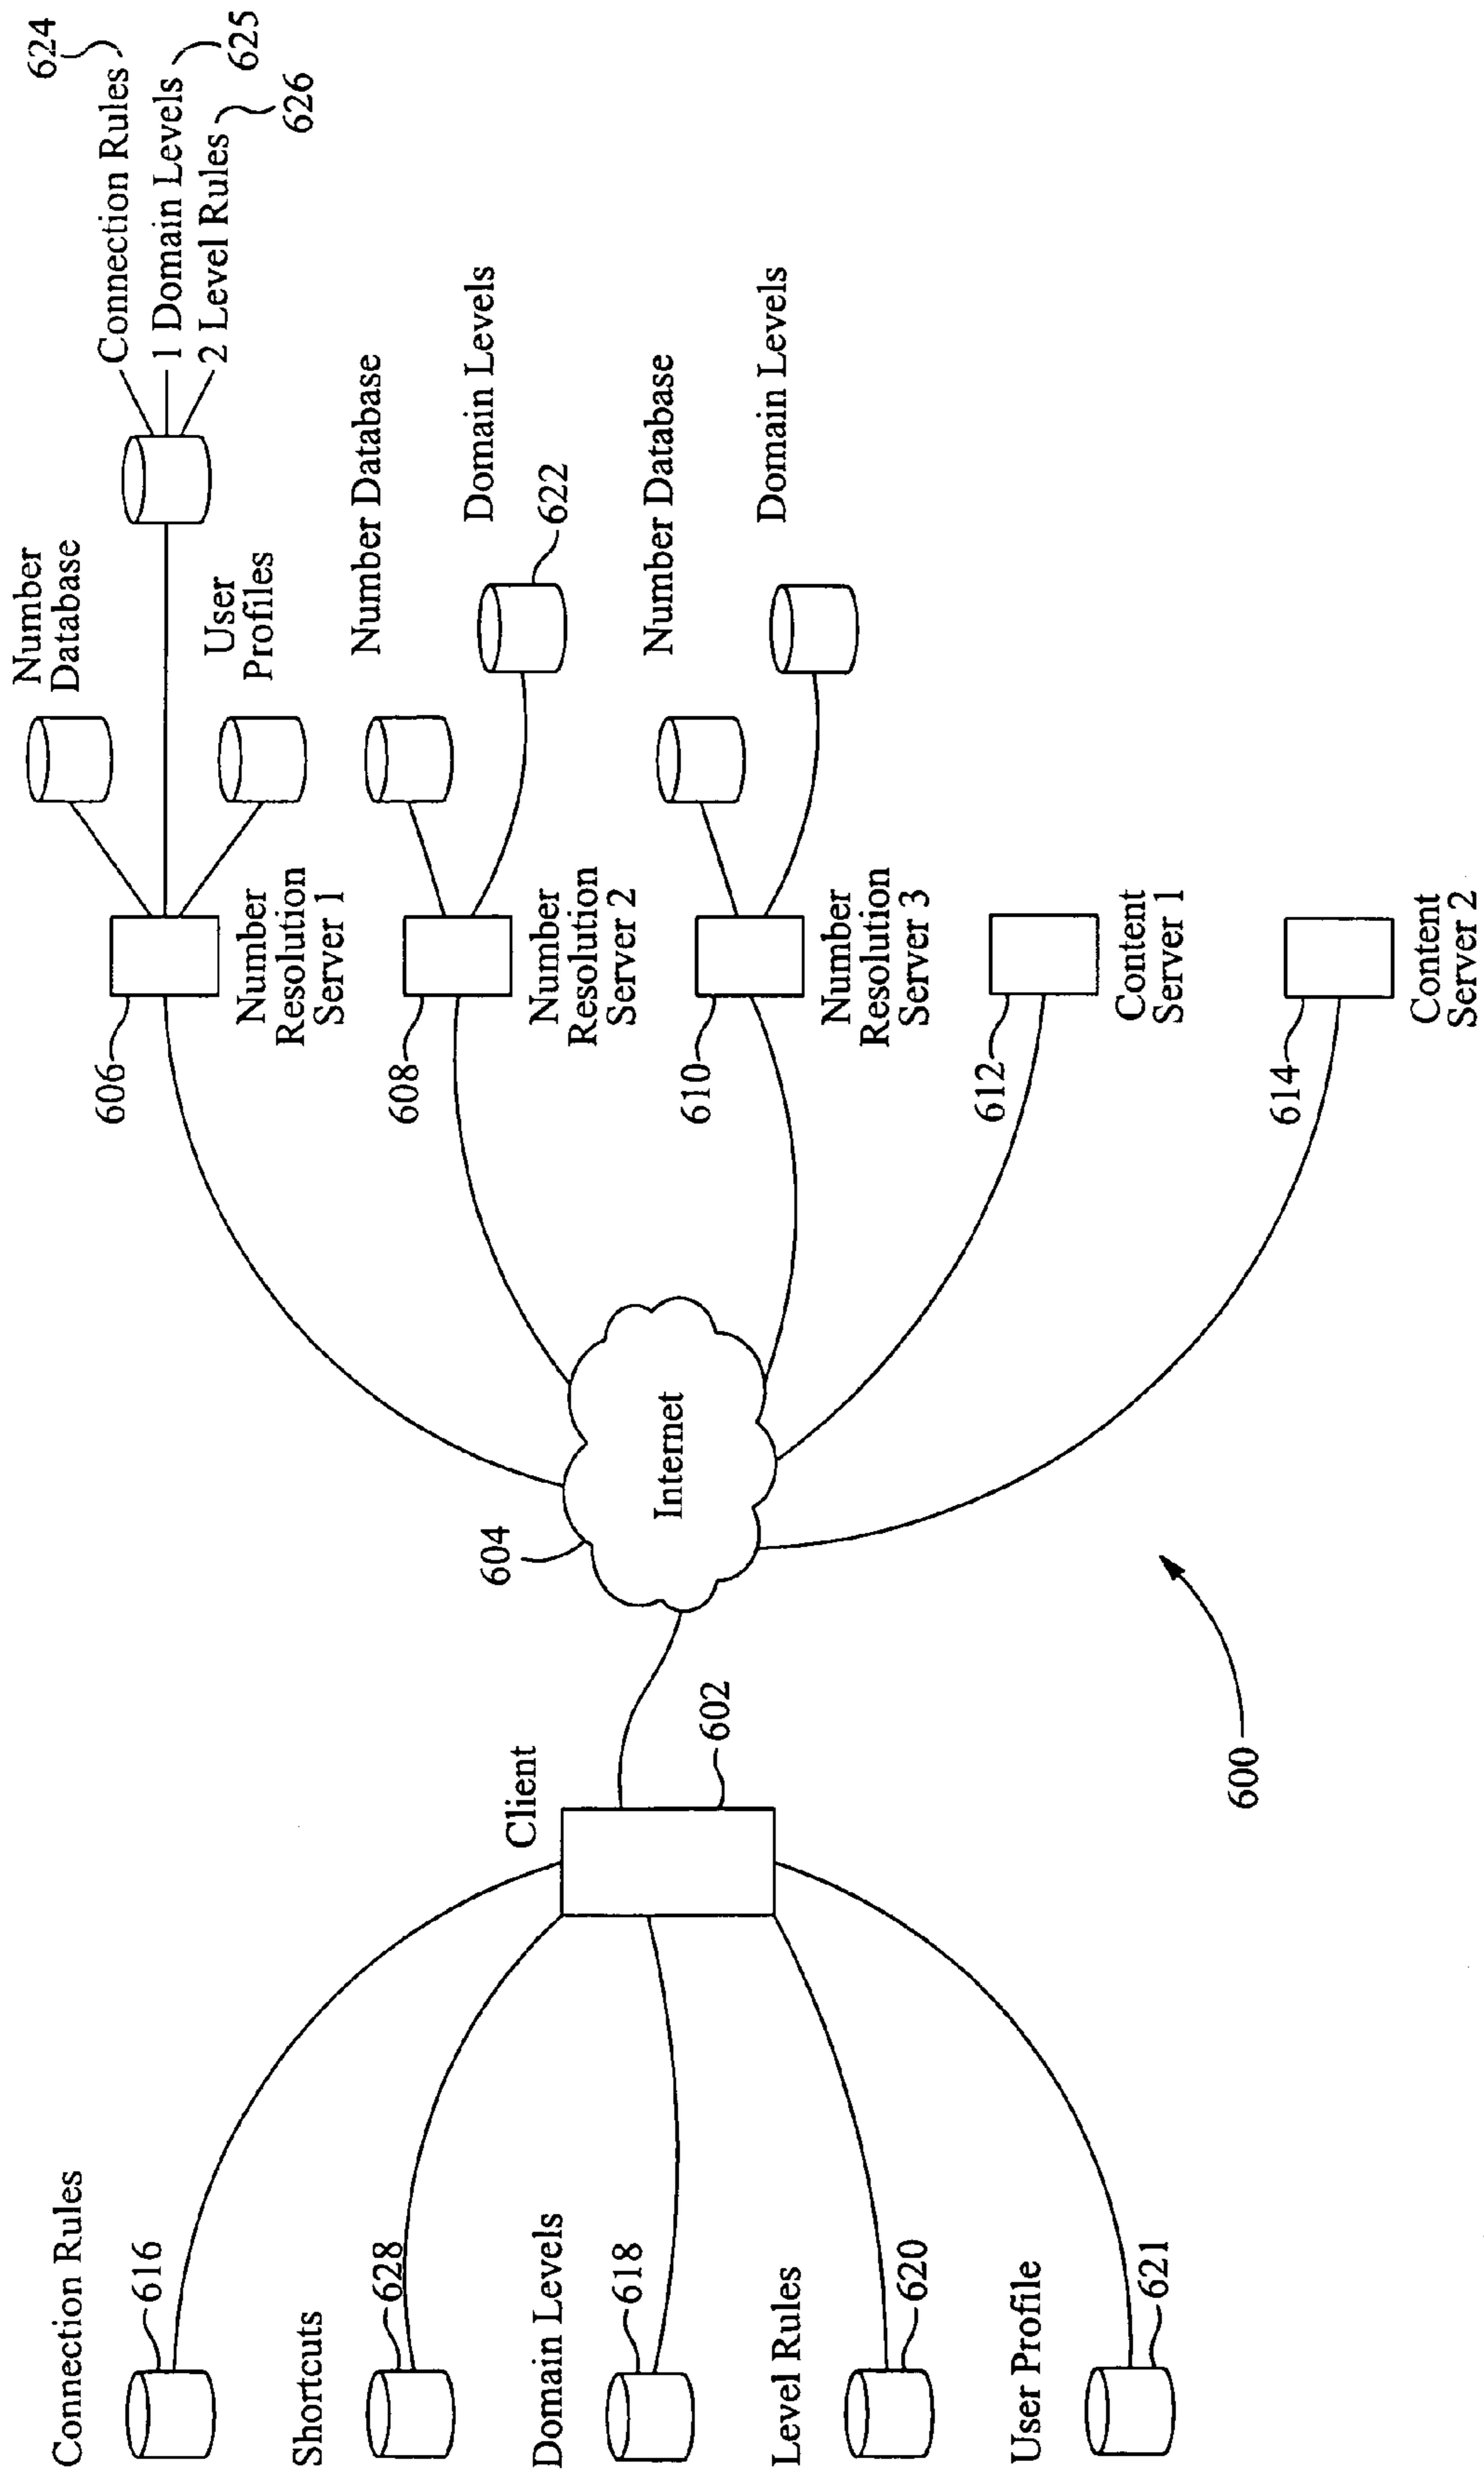 Connection Rules
616
Shortcuts
628
Domain Levels
618
Level Rules
620
User Profile
621
Client
602
604
Internet
600
606
Number
Resolution
Server 1
608
Number
Resolution
Server 2
610
Number
Resolution
Server 3
612
Content
Server 1
614
Content
Server 2
Number
Database
User
Profiles
Connection Rules
624
1 Domain Levels
625
2 Level Rules
626
Number Database
Domain Levels
622
Number Database
Domain Levels